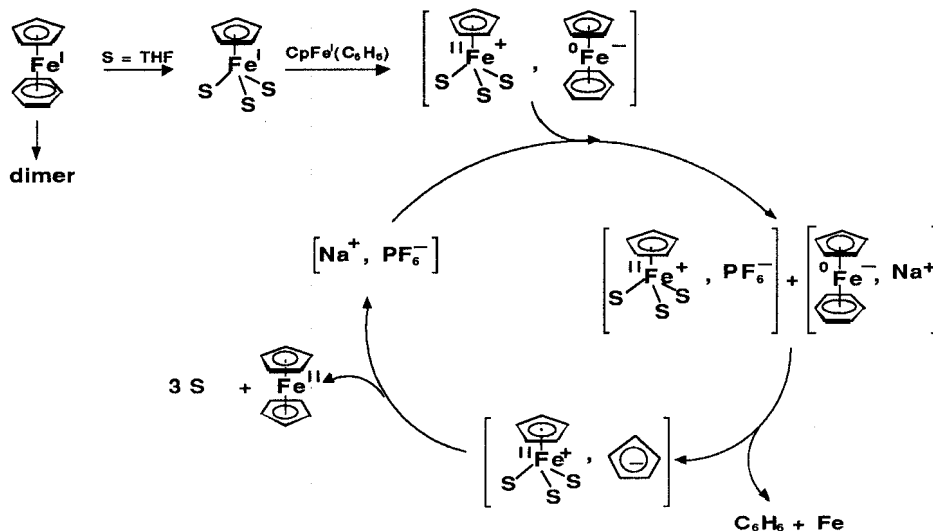 Fe^I
S = THF
Fe^I
S S S
CpFe^I(C₆H₆)
II Fe⁺ , 0 Fe⁻
S S S
dimer
[Na⁺, PF₆⁻]
II Fe⁺ , PF₆⁻ + 0 Fe⁻, Na⁺
S S S
3 S + Fe^II
II Fe⁺ , −
S S S
C₆H₆ + Fe